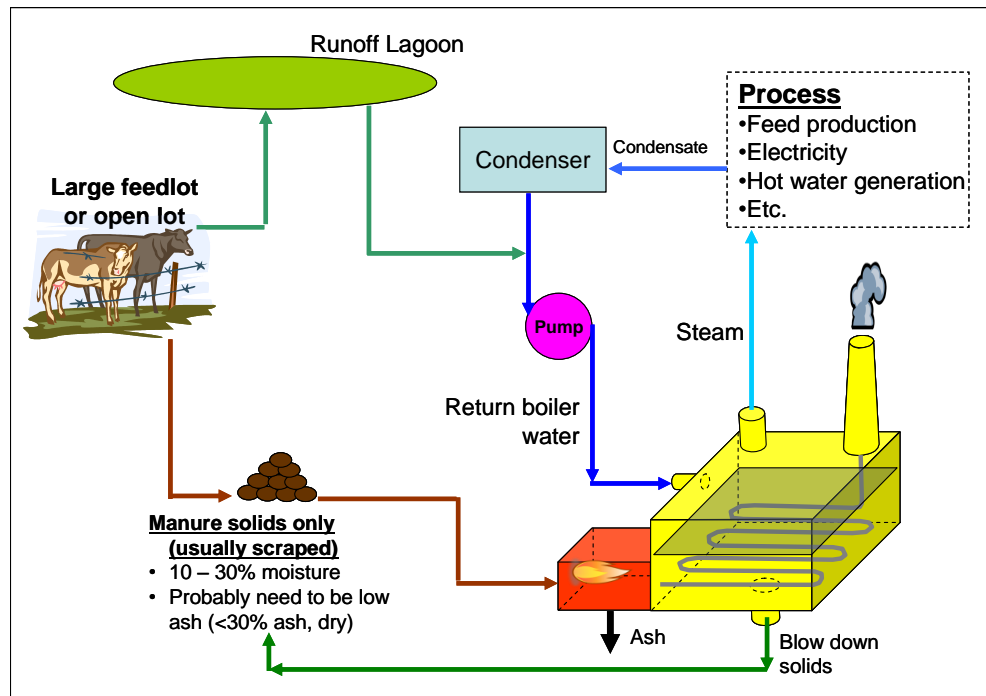 Runoff Lagoon
Process
•Feed production
•Electricity
•Hot water generation
•Etc.
Condensate
Condenser
Large feedlot
or open lot
Pump
Steam
Return boiler
water
Manure solids only
(usually scraped)
• 10 – 30% moisture
• Probably need to be low
ash (<30% ash, dry)
Ash
Blow down
solids